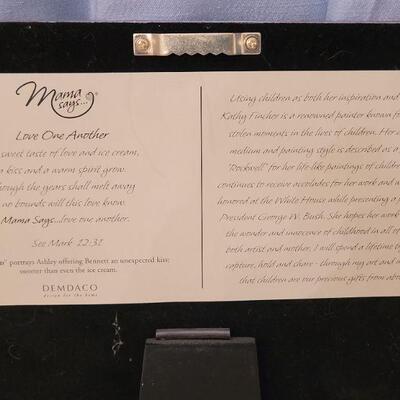 Mama
says...®
Love One Another
sweet taste of love and ice cream,
kiss and a warm spirit grow.
the years shall melt away
no bounds will this love know.
Mama Says...love one another.
See Mark 12:31
portrays Ashley offering Bennett an unexpected kiss;
sweeter than even the ice cream.
DEMDACO
design for the home
Using children as both her inspiration and
Kathy Fincher is a renowned painter known fo
stolen moments in the lives of children. Her
medium and painting style is described as a
"Rockwell" for her life-like paintings of children
continues to receive accolades for her work and w
honored at the White House while presenting a p
President George W. Bush. She hopes her work
the wonder and innocence of childhood in all of
both artist and mother, I will spend a lifetime ty
capture, hold and share - through my art and m
that children are our precious gifts from abo